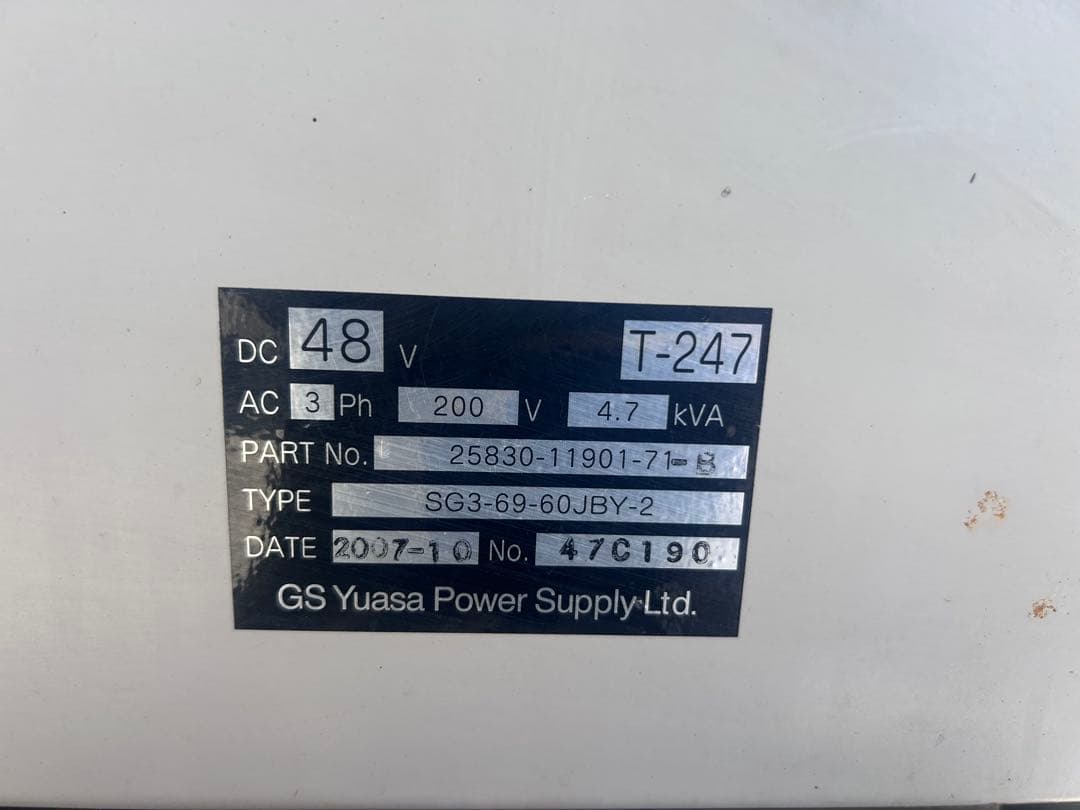 DC 48 V T-247
AC 3 Ph 200 V 4.7 kVA
PART No. 25830-11901-71-B
TYPE SG3-69-60JBY-2
DATE 2007-10 No. 47C190
GS Yuasa Power Supply Ltd.